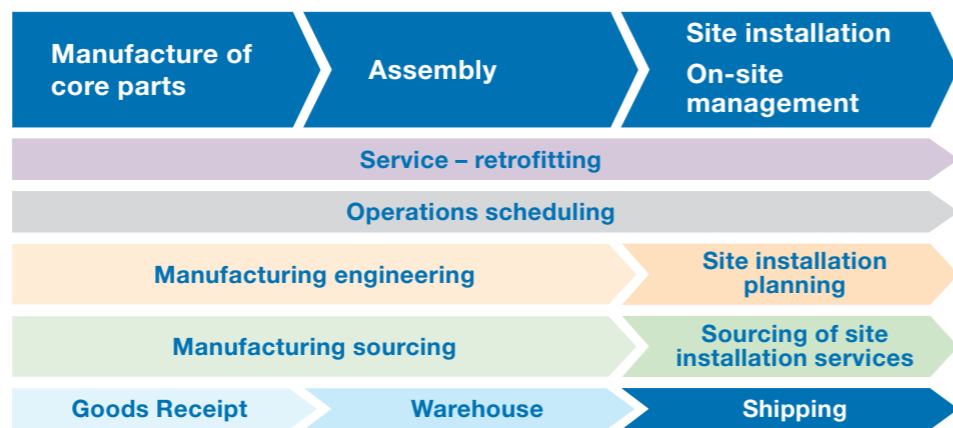 Manufacture of
core parts
Assembly
Site installation
On-site
management
Service – retrofitting
Operations scheduling
Manufacturing engineering
Site installation
planning
Manufacturing sourcing
Sourcing of site
installation services
Goods Receipt
Warehouse
Shipping